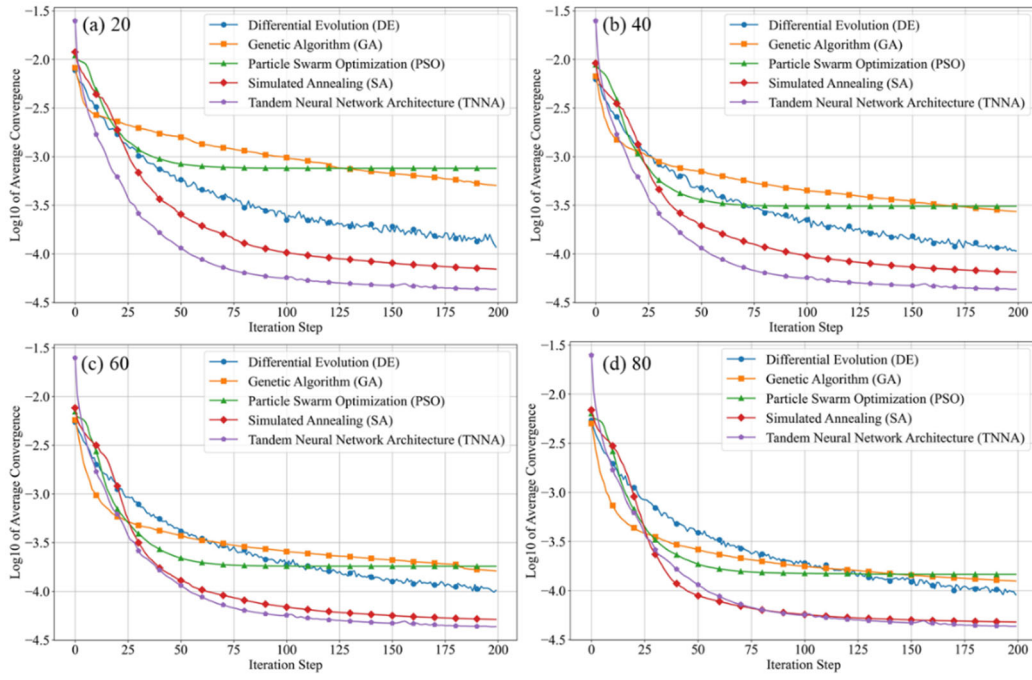 (a) 20
Differential Evolution (DE)
Genetic Algorithm (GA)
Particle Swarm Optimization (PSO)
Simulated Annealing (SA)
Tandem Neural Network Architecture (TNNA)
Log10 of Average Convergence
−2.0
−2.5
−3.0
−3.5
−4.0
−4.5
0 25 50 75 100 125 150 175 200
Iteration Step
(b) 40
Differential Evolution (DE)
Genetic Algorithm (GA)
Particle Swarm Optimization (PSO)
Simulated Annealing (SA)
Tandem Neural Network Architecture (TNNA)
Log10 of Average Convergence
−2.0
−2.5
−3.0
−3.5
−4.0
−4.5
0 25 50 75 100 125 150 175 200
Iteration Step
(c) 60
Differential Evolution (DE)
Genetic Algorithm (GA)
Particle Swarm Optimization (PSO)
Simulated Annealing (SA)
Tandem Neural Network Architecture (TNNA)
Log10 of Average Convergence
−1.5
−2.0
−2.5
−3.0
−3.5
−4.0
−4.5
0 25 50 75 100 125 150 175 200
Iteration Step
(d) 80
Differential Evolution (DE)
Genetic Algorithm (GA)
Particle Swarm Optimization (PSO)
Simulated Annealing (SA)
Tandem Neural Network Architecture (TNNA)
Log10 of Average Convergence
−1.5
−2.0
−2.5
−3.0
−3.5
−4.0
−4.5
0 25 50 75 100 125 150 175 200
Iteration Step